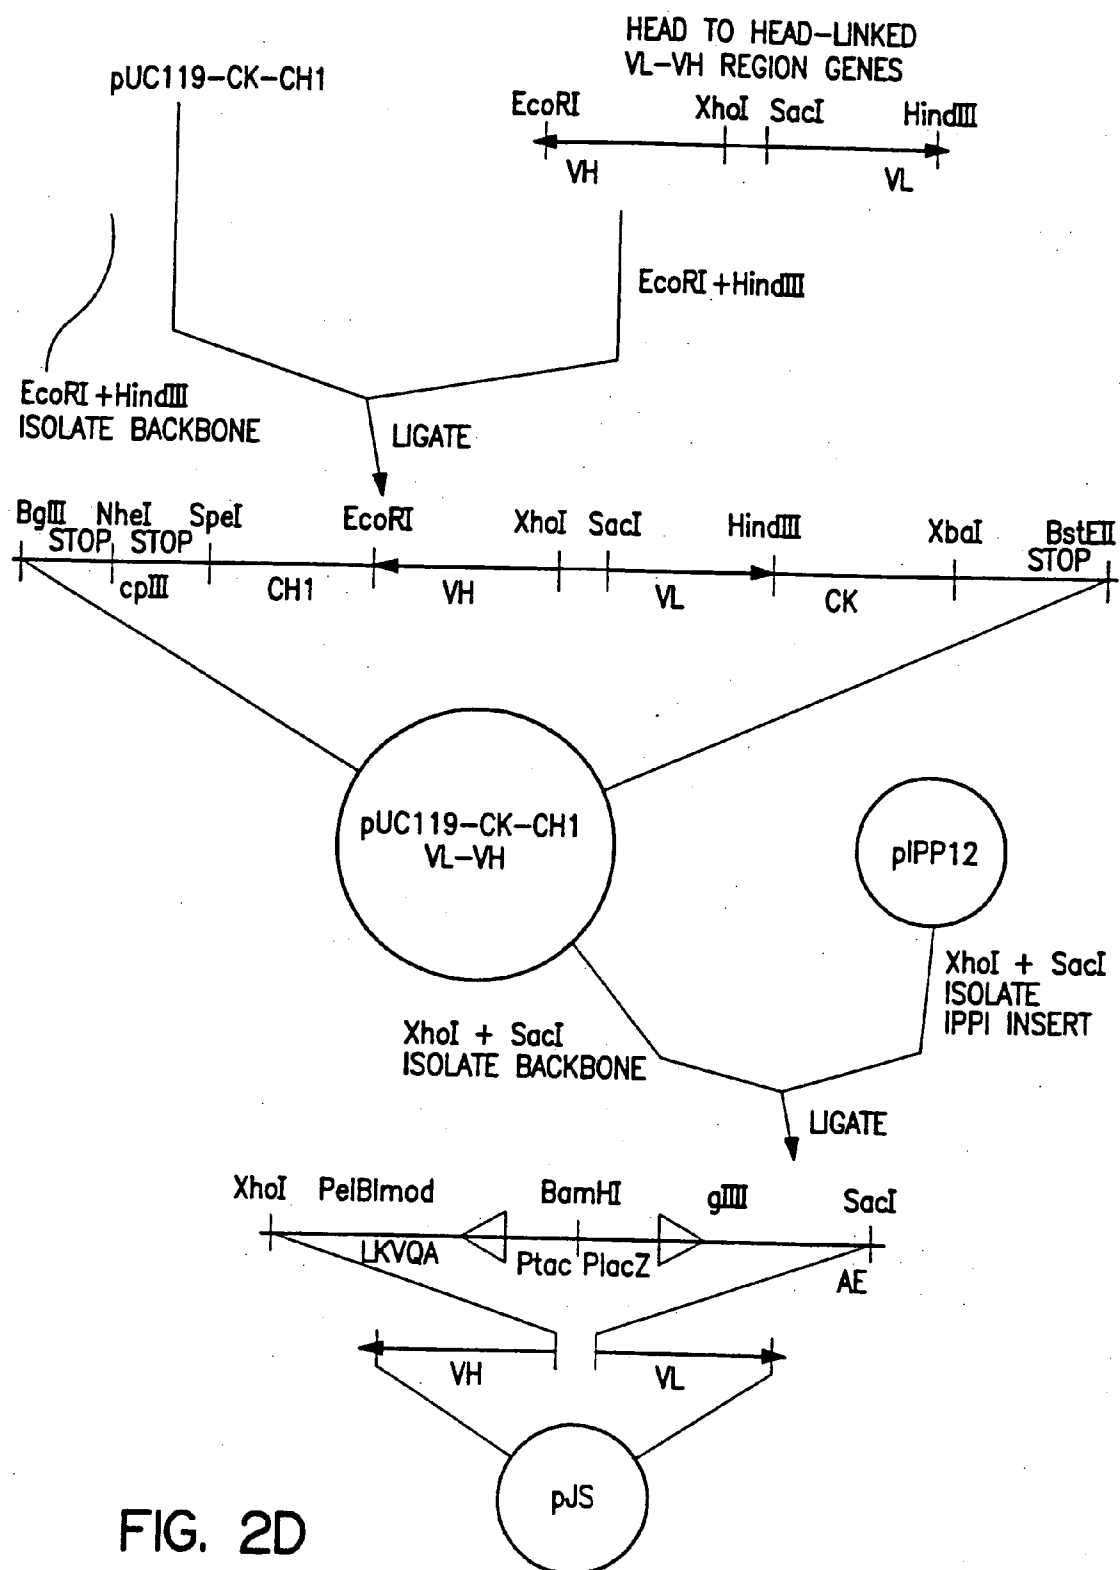 HEAD TO HEAD-LINKED
VL-VH REGION GENES
pUC119-CK-CH1
EcoRI XhoI SacI HindIII
VH VL
EcoRI+HindIII
EcoRI+HindIII
ISOLATE BACKBONE
LIGATE
BglII NheI SpeI EcoRI XhoI SacI HindIII XbaI BstEII
STOP STOP STOP
cpIII CH1 VH VL CK
pUC119-CK-CH1
VL-VH
pIPP12
XhoI + SacI
ISOLATE
IPPI INSERT
XhoI + SacI
ISOLATE BACKBONE
LIGATE
XhoI PelBlmod BamHI gIIII SacI
LKVQA Ptac PlacZ AE
VH VL
pJS
FIG. 2D